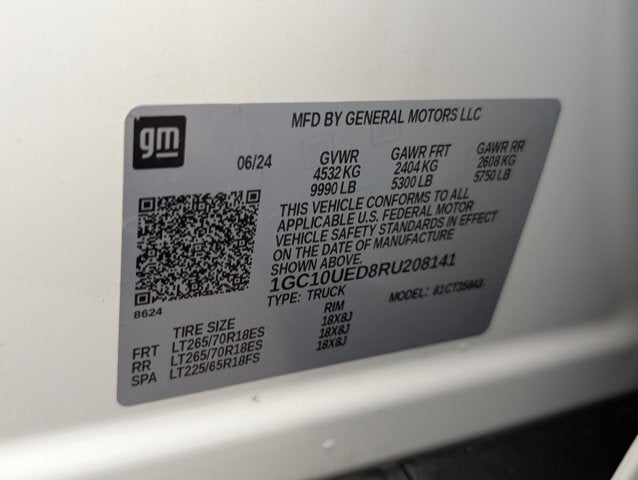 gm
MFD BY GENERAL MOTORS LLC
06/24
GVWR GAWR FRT GAWR RR
4532 KG 2404 KG 2608 KG
9990 LB 5300 LB 5750 LB
THIS VEHICLE CONFORMS TO ALL
APPLICABLE U.S. FEDERAL MOTOR
VEHICLE SAFETY STANDARDS IN EFFECT
ON THE DATE OF MANUFACTURE
SHOWN ABOVE.
1GC10UED8RU208141
TYPE: TRUCK MODEL:
8624
TIRE SIZE RIM
FRT LT265/70R18ES 18X8J
RR LT265/70R18ES 18X8J
SPA LT225/65R18FS 18X8J